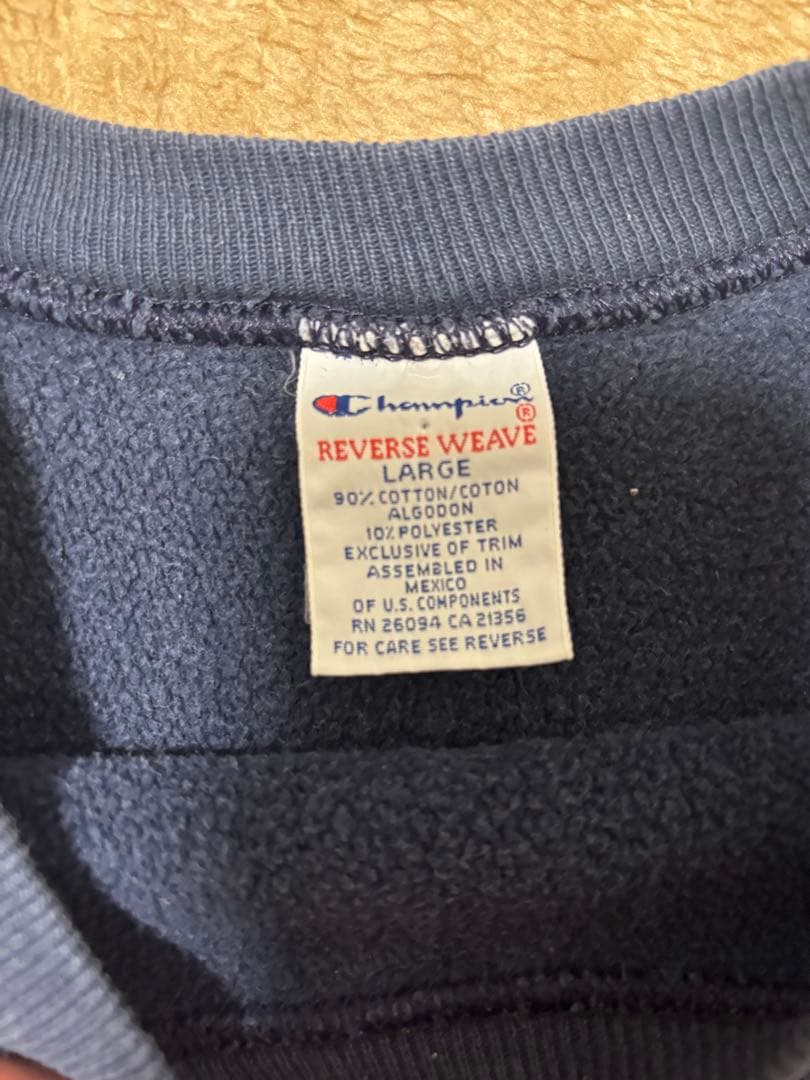 Champion®
®
REVERSE WEAVE
LARGE
90% COTTON/COTON
ALGODON
10% POLYESTER
EXCLUSIVE OF TRIM
ASSEMBLED IN
MEXICO
OF U.S. COMPONENTS
RN 26094 CA 21356
FOR CARE SEE REVERSE